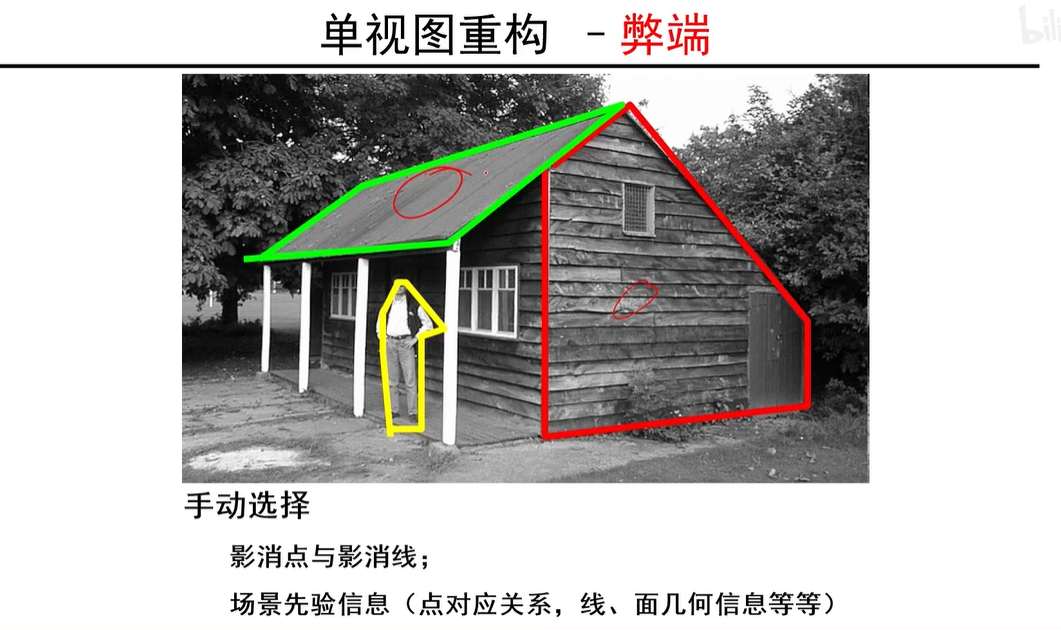 单视图重构 - 弊端
bili
手动选择
影消点与影消线；
场景先验信息（点对应关系，线、面几何信息等等）